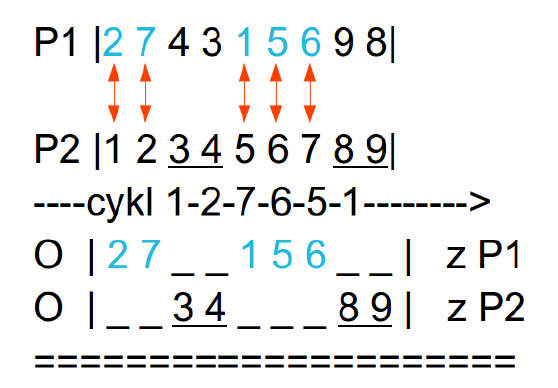 P1 |2 7 4 3 1 5 6 9 8|
P2 |1 2 3 4 5 6 7 8 9|
----cykl 1-2-7-6-5-1-------->
O | 2 7 _ _ 1 5 6 _ _ | z P1
O | _ _ 3 4 _ _ _ 8 9 | z P2
=====================